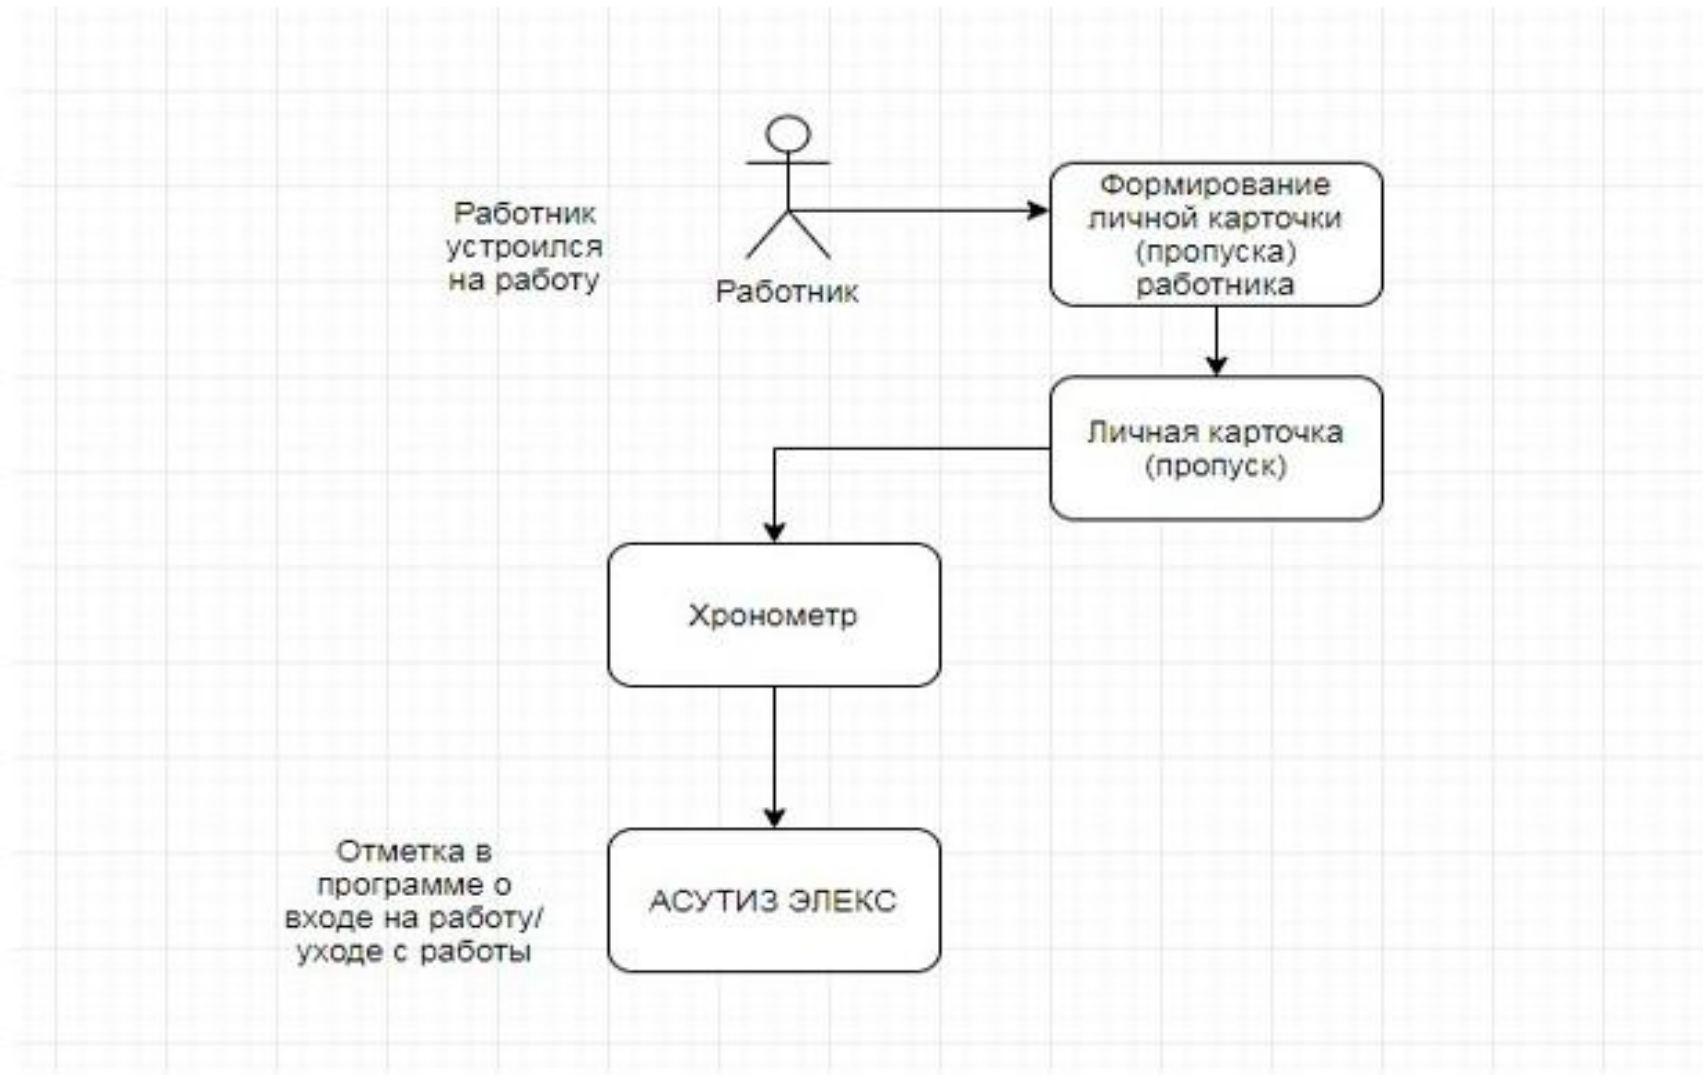 Работник
устроился
на работу
Работник
Формирование
личной карточки
(пропуска)
работника
Личная карточка
(пропуск)
Хронометр
Отметка в
программе о
входе на работу/
уходе с работы
АСУТИЗ ЭЛЕКС